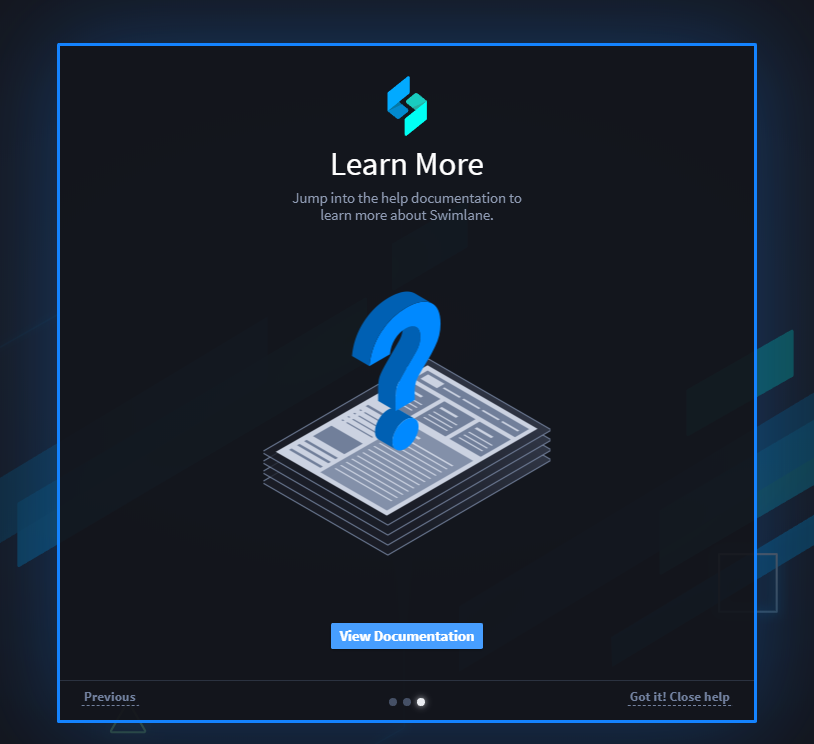 Learn More
Jump into the help documentation to
learn more about Swimlane.
View Documentation
Previous
Got it! Close help